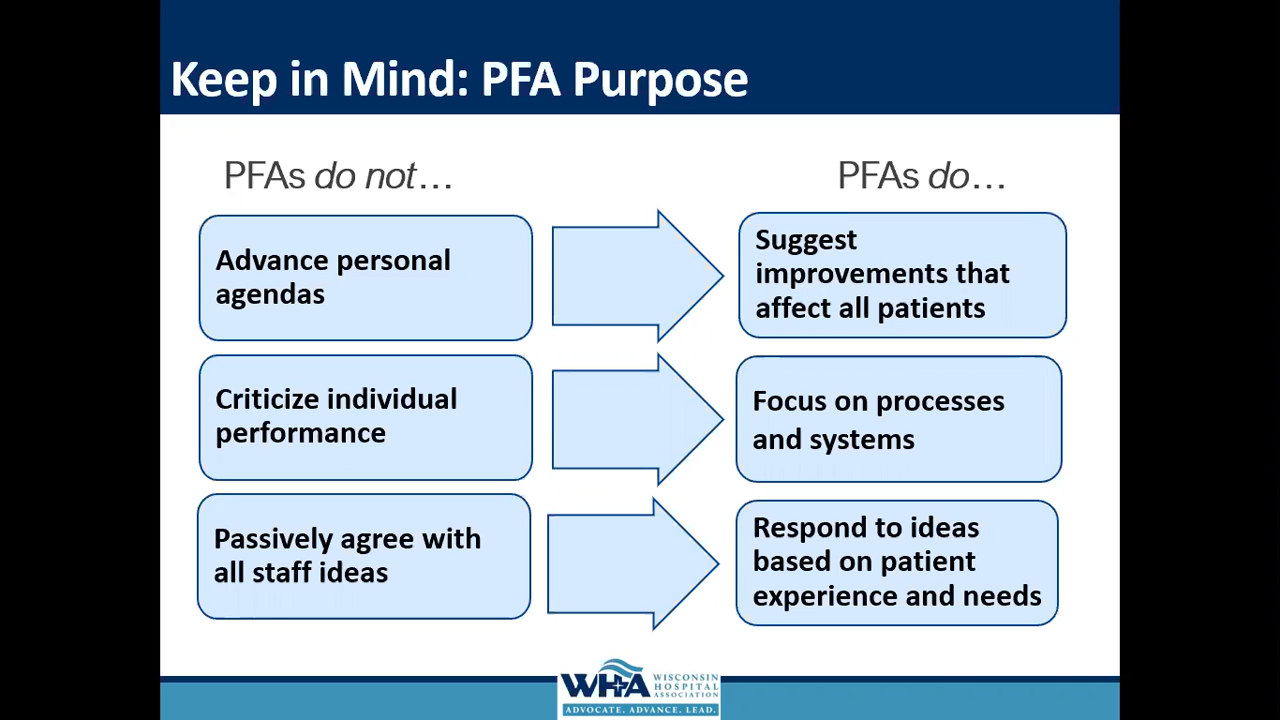 Keep in Mind: PFA Purpose
PFAs do not…
PFAs do…
Advance personal
agendas
Suggest
improvements that
affect all patients
Criticize individual
performance
Focus on processes
and systems
Passively agree with
all staff ideas
Respond to ideas
based on patient
experience and needs
WHA
WISCONSIN
HOSPITAL
ASSOCIATION
ADVOCATE. ADVANCE. LEAD.